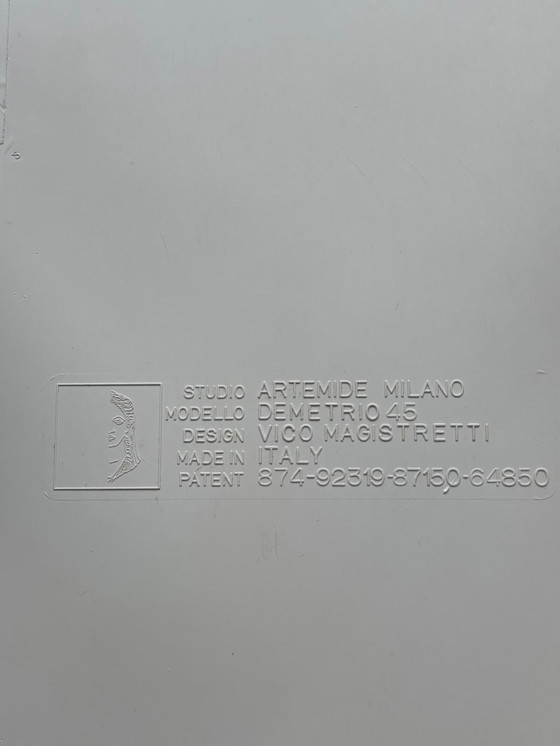 STUDIO ARTEMIDE MILANO
MODELLO DEMETRIO 45
DESIGN VICO MAGISTRETTI
MADE IN ITALY
PATENT 874-92319-87150-64850